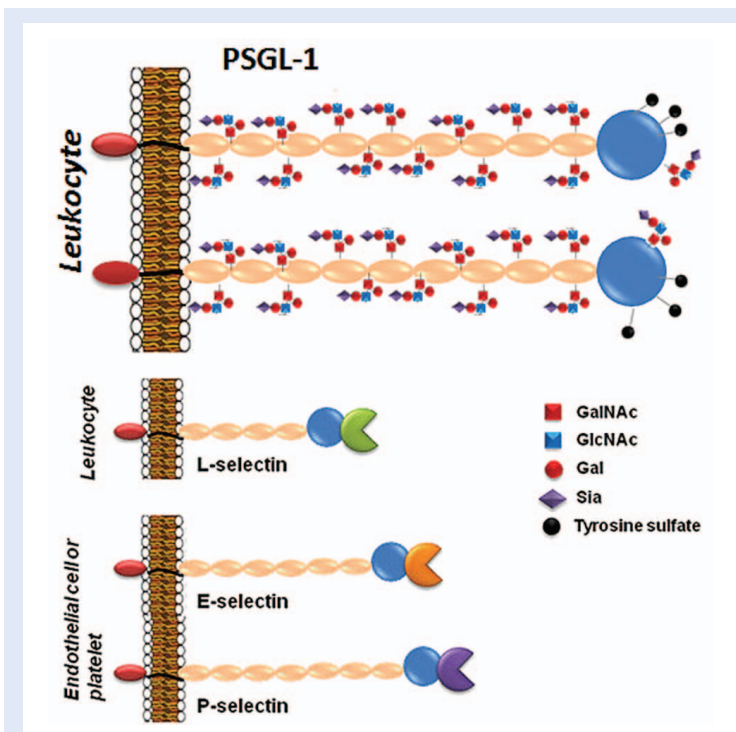 PSGL-1
Leukocyte
Leukocyte
L-selectin
GalNAc
GlcNAc
Gal
Sia
Tyrosine sulfate
Endothelial cell or
platelet
E-selectin
P-selectin